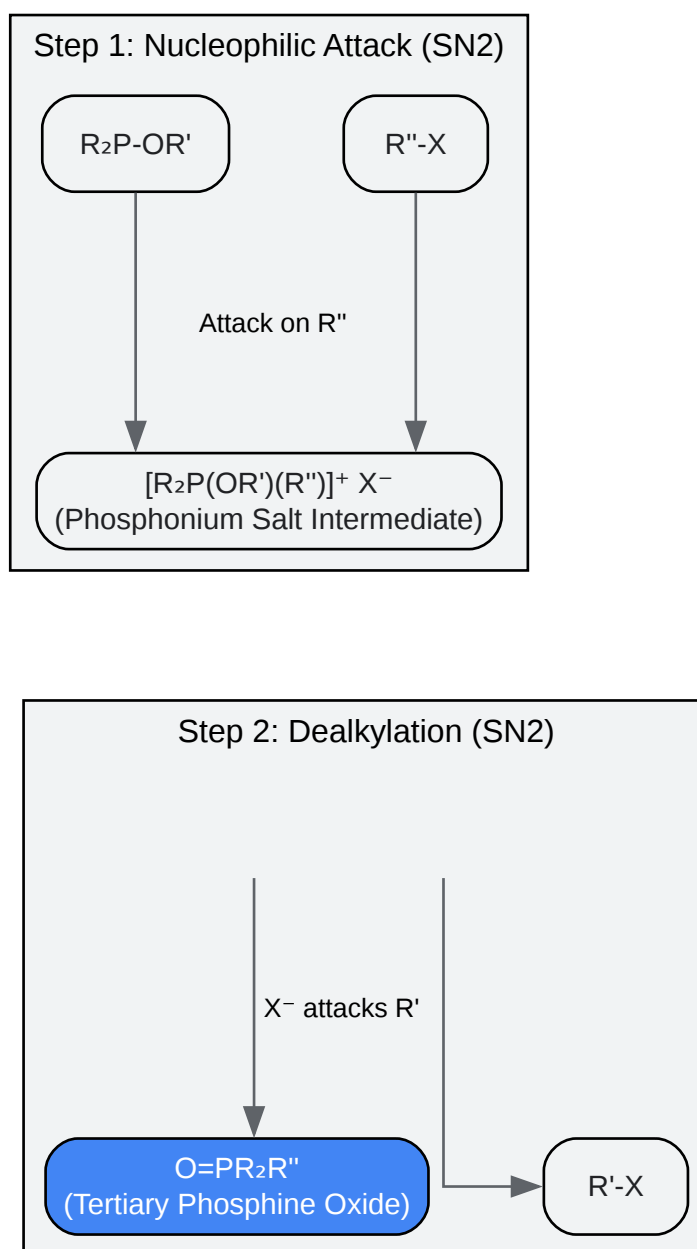 Step 1: Nucleophilic Attack (SN2)
R₂P-OR'
R''-X
Attack on R''
[R₂P(OR')(R'')]⁺ X⁻
(Phosphonium Salt Intermediate)
Step 2: Dealkylation (SN2)
X⁻ attacks R'
O=PR₂R''
(Tertiary Phosphine Oxide)
R'-X